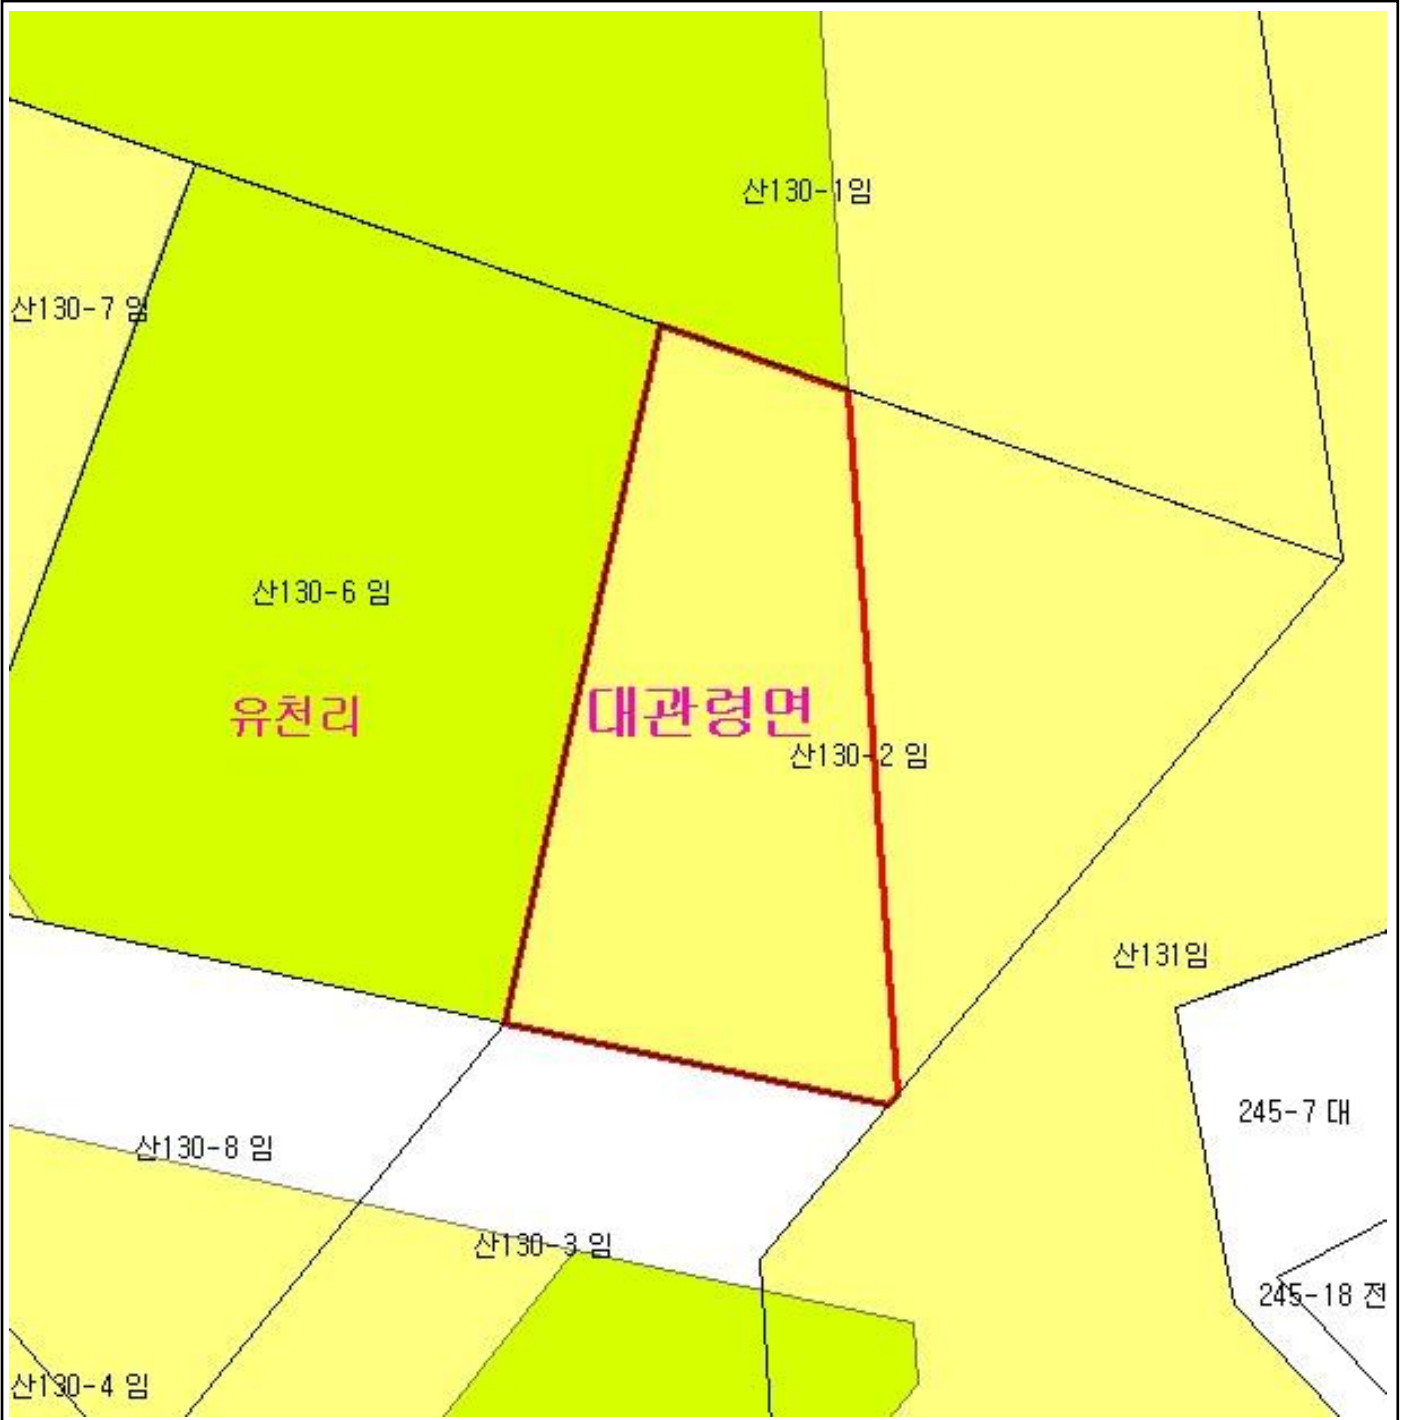 산130-1임
산130-7 임
산130-6 임
유천리
대관령면
산130-2 임
산131임
245-7 대
산130-8 임
산130-3 임
245-18 전
산130-4 임